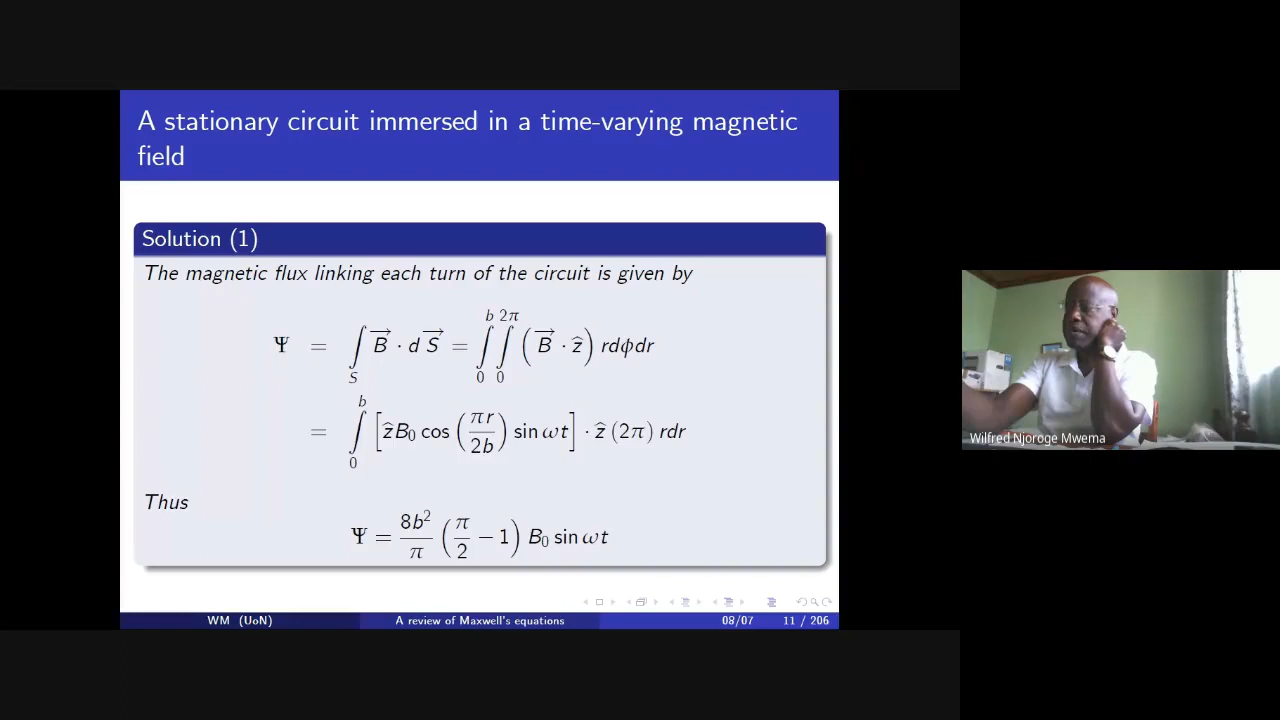 A stationary circuit immersed in a time-varying magnetic
field
Solution (1)
The magnetic flux linking each turn of the circuit is given by
Ψ = ∫_S B⃗ · d S⃗ = ∫_0^b ∫_0^{2π} (B⃗ · ẑ) rdϕdr
= ∫_0^b [ẑB₀ cos (πr/2b) sin ωt] · ẑ (2π) rdr
Thus
Ψ = 8b²/π (π/2 − 1) B₀ sin ωt
WM (UoN) A review of Maxwell's equations 08/07 11 / 206
Wilfred Njoroge Mwema